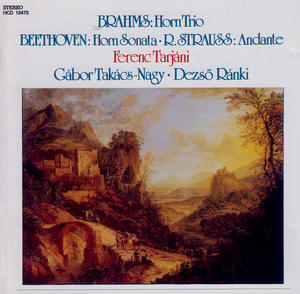 STEREO
HCD 12473
BRAHMS: Horn Trio
BEETHOVEN: Horn Sonata · R. STRAUSS: Andante
Ferenc Tarjáni
Gábor Takács-Nagy · Dezső Ránki